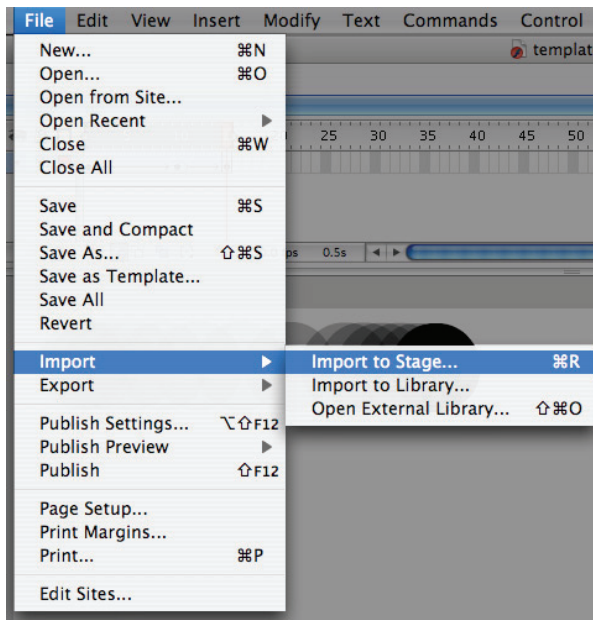 File Edit View Insert Modify Text Commands Control
templat
New... ⌘N
Open... ⌘O
Open from Site...
Open Recent ▶
Close ⌘W
Close All
25 30 35 40 45 50
Save ⌘S
Save and Compact
Save As... ⇧⌘S
ps 0.5s
Save as Template...
Save All
Revert
Import ▶
Export ▶
Import to Stage... ⌘R
Import to Library...
Open External Library... ⇧⌘O
Publish Settings... ⌥⇧F12
Publish Preview ▶
Publish ⇧F12
Page Setup...
Print Margins...
Print... ⌘P
Edit Sites...